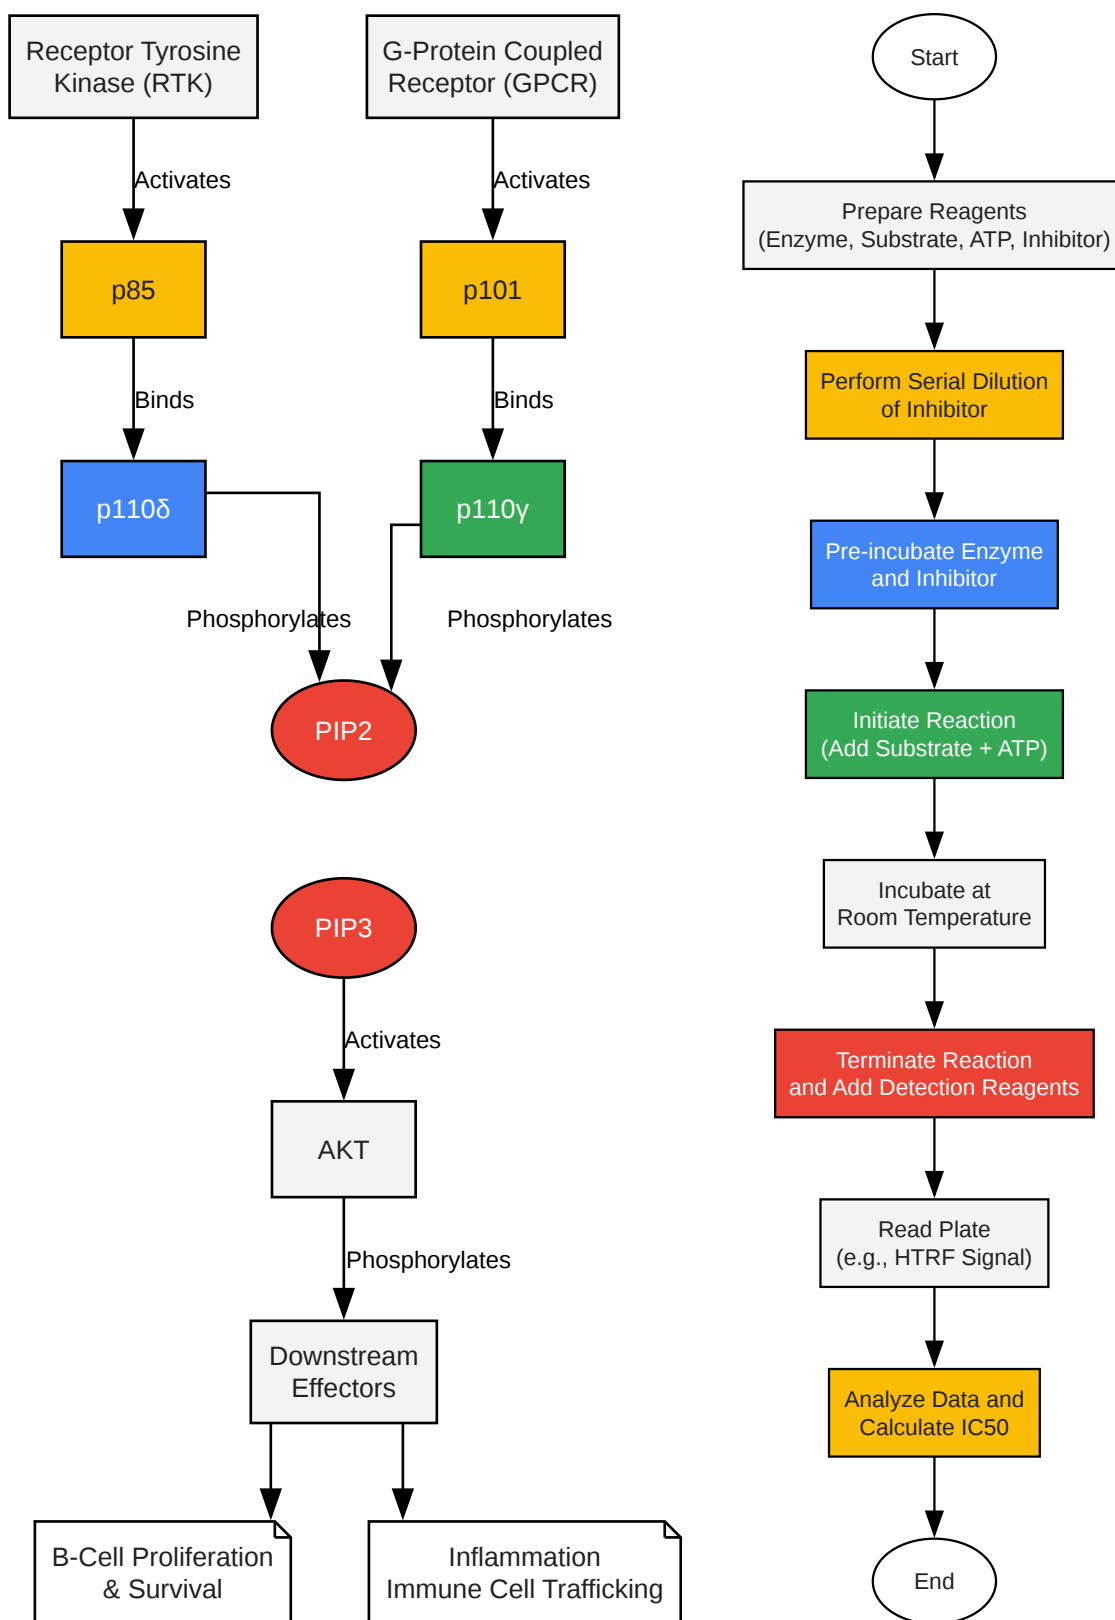 Receptor Tyrosine
Kinase (RTK)
G-Protein Coupled
Receptor (GPCR)
Activates
Activates
p85
p101
Binds
Binds
p110δ
p110γ
Phosphorylates
Phosphorylates
PIP2
PIP3
Activates
AKT
Phosphorylates
Downstream
Effectors
B-Cell Proliferation
& Survival
Inflammation
Immune Cell Trafficking
Start
Prepare Reagents
(Enzyme, Substrate, ATP, Inhibitor)
Perform Serial Dilution
of Inhibitor
Pre-incubate Enzyme
and Inhibitor
Initiate Reaction
(Add Substrate + ATP)
Incubate at
Room Temperature
Terminate Reaction
and Add Detection Reagents
Read Plate
(e.g., HTRF Signal)
Analyze Data and
Calculate IC50
End